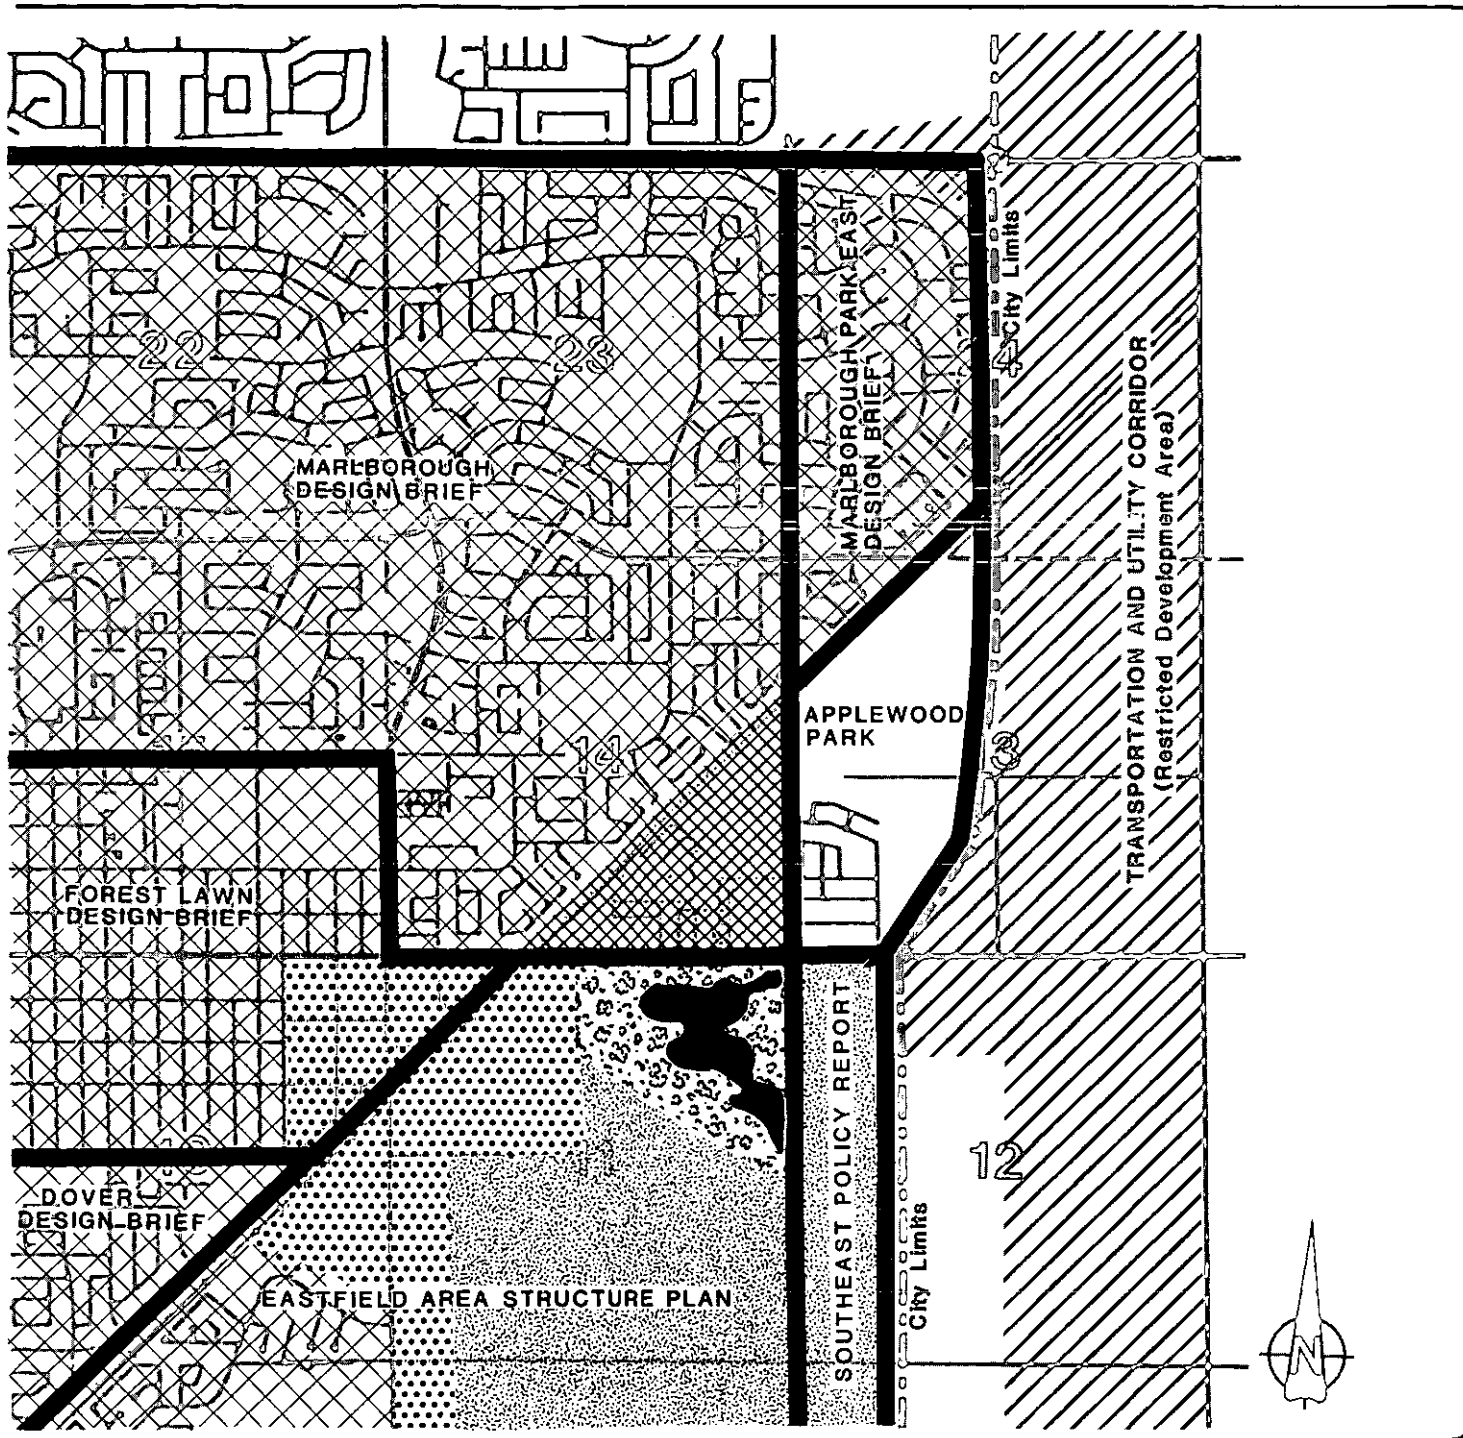 MARLBOROUGH PARK EAST
DESIGN BRIEF
City Limits
4
22
23
MARLBOROUGH
DESIGN BRIEF
TRANSPORTATION AND UTILITY CORRIDOR
(Restricted Development Area)
APPLEWOOD
PARK
14
3
FOREST LAWN
DESIGN BRIEF
SOUTHEAST POLICY REPORT
12
DOVER
DESIGN BRIEF
City Limits
EASTFIELD AREA STRUCTURE PLAN
N